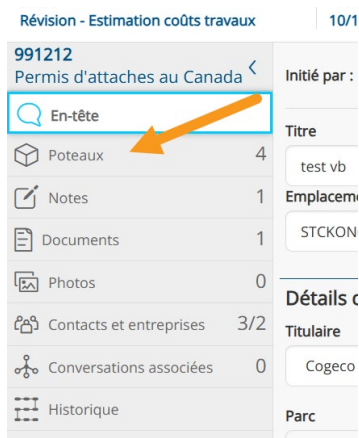 Révision - Estimation coûts travaux
10/1
991212
Permis d'attaches au Canada
Initié par :
En-tête
Titre
Poteaux 4
test vb
Notes 1
Emplaceme
Documents 1
STCKON
Photos 0
Détails d
Contacts et entreprises 3/2
Titulaire
Conversations associées 0
Cogeco
Historique
Parc